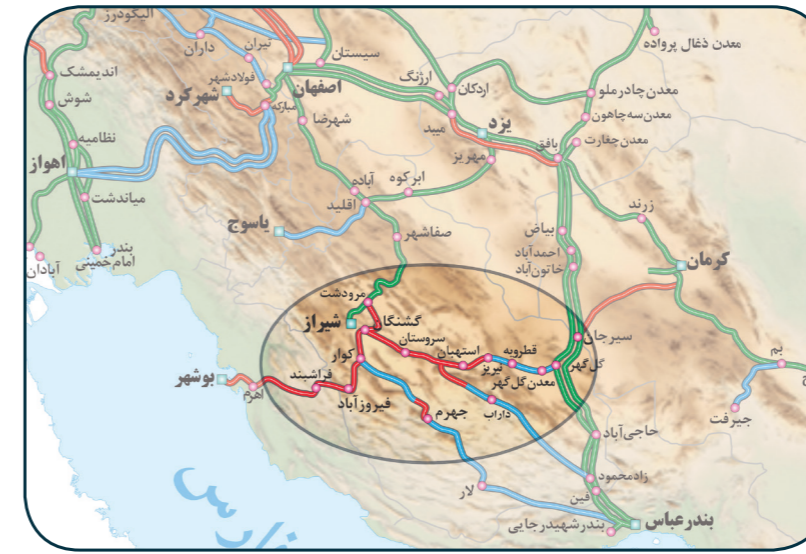 الیگودرز
داران
تیران
سیستان
معدن ذغال پرواده
اندیمشک
فولادشهر
اصفهان
ارژنگ
اردکان
معدن چادرملو
شهرکرد
مبارکه
شوش
شهرضا
میبد
یزد
معدن سه چاهون
نظامیه
معدن چغارت
بافق
مهریز
اهواز
آباده
ابرکوه
میاندشت
اقلید
زرند
یاسوج
صفاشهر
بیاض
احمدآباد
بندر
امام خمینی
آبادان
خاتون آباد
کرمان
مرودشت
شیراز
گشنگان
سیرجان
سروستان
کوار
استهبان
قطرویه
نیریز
گل گهر
بم
معدن گل گهر
بوشهر
اهرم
فراشبند
فیروزآباد
جهرم
داراب
جیرفت
حاجی آباد
لار
زادمحمود
فین
بندرشهیدرجایی
بندرعباس
فارس